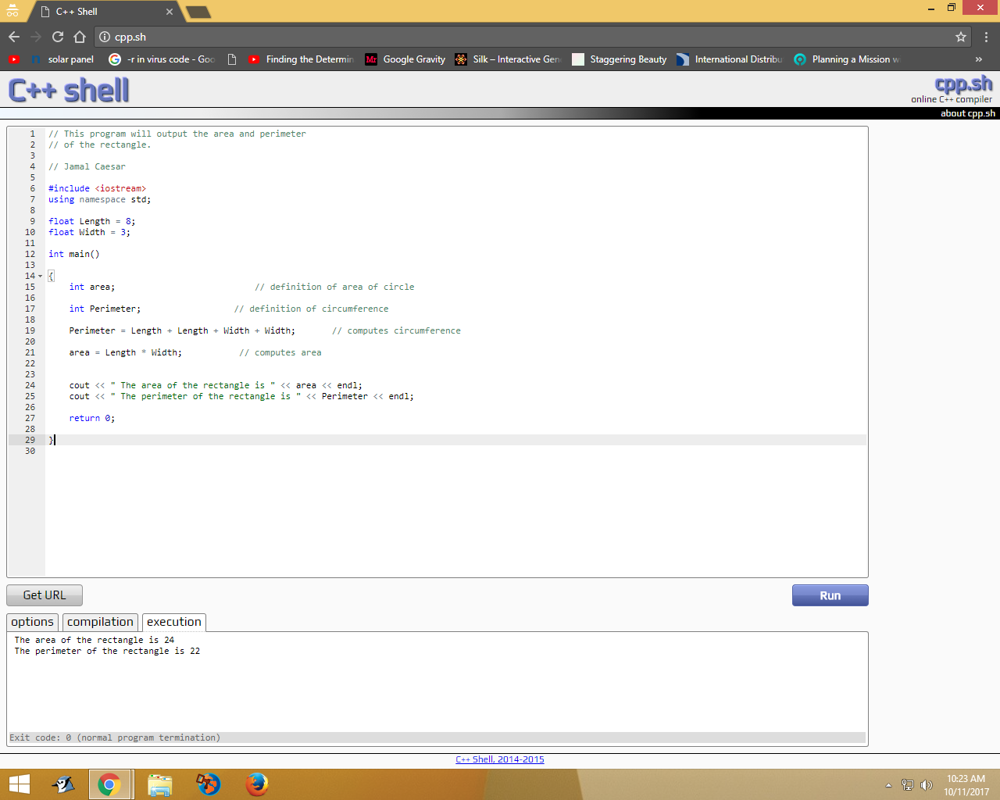 C++ Shell
cpp.sh
solar panel
-r in virus code - Goo
Finding the Determin
Mr
Google Gravity
Silk – Interactive Gen
Staggering Beauty
International Distribu
Planning a Mission w
»
C++ shell
cpp.sh
online C++ compiler
about cpp.sh
1 // This program will output the area and perimeter
2 // of the rectangle.
3
4 // Jamal Caesar
5
6 #include <iostream>
7 using namespace std;
8
9 float Length = 8;
10 float Width = 3;
11
12 int main()
13
14 {
15 int area; // definition of area of circle
16
17 int Perimeter; // definition of circumference
18
19 Perimeter = Length + Length + Width + Width; // computes circumference
20
21 area = Length * Width; // computes area
22
23
24 cout << " The area of the rectangle is " << area << endl;
25 cout << " The perimeter of the rectangle is " << Perimeter << endl;
26
27 return 0;
28
29 }
30
Get URL
Run
options
compilation
execution
The area of the rectangle is 24
The perimeter of the rectangle is 22
Exit code: 0 (normal program termination)
C++ Shell, 2014-2015
10:23 AM
10/11/2017